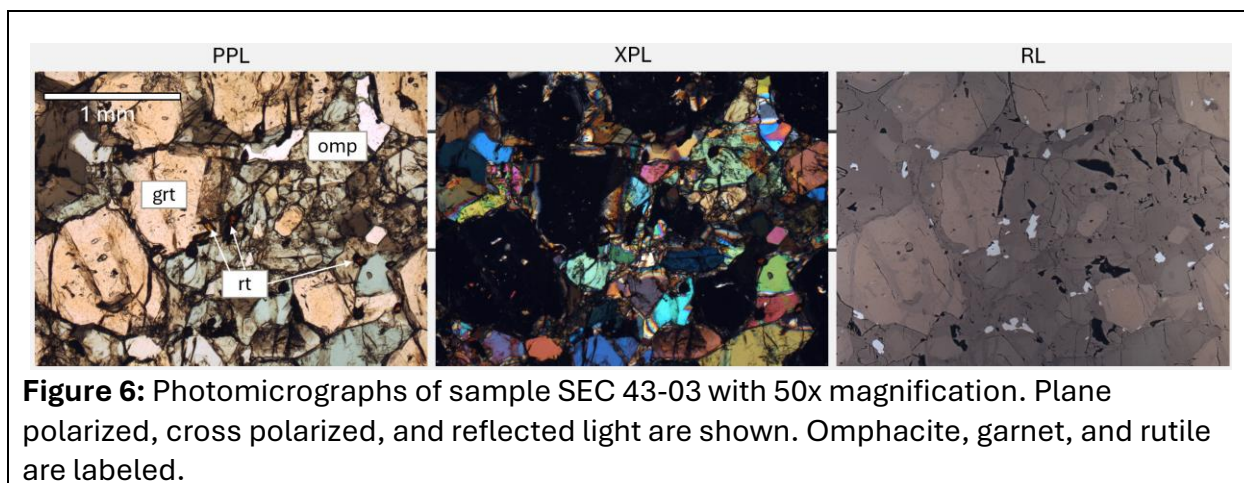 PPL XPL RL
1 mm
omp
grt
rt
Figure 6: Photomicrographs of sample SEC 43-03 with 50x magnification. Plane
polarized, cross polarized, and reflected light are shown. Omphacite, garnet, and rutile
are labeled.